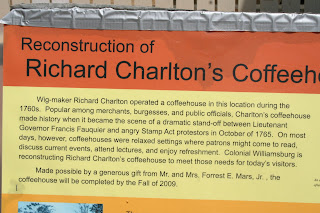 Reconstruction of
Richard Charlton's Coffeeh
Wig-maker Richard Charlton operated a coffeehouse in this location during the
1760s. Popular among merchants, burgesses, and public officials, Charlton's coffeehouse
made history when it became the scene of a dramatic stand-off between Lieutenant
Governor Francis Fauquier and angry Stamp Act protestors in October of 1765. On most
days, however, coffeehouses were relaxed settings where patrons might come to read,
discuss current events, attend lectures, and enjoy refreshment. Colonial Williamsburg is
reconstructing Richard Charlton's coffeehouse to meet those needs for today's visitors.
Made possible by a generous gift from Mr. and Mrs. Forrest E. Mars, Jr., the
coffeehouse will be completed by the Fall of 2009.